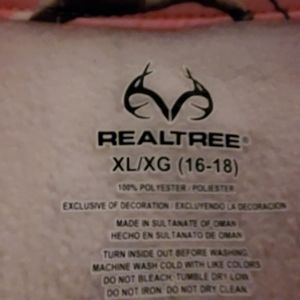 REALTREE®
XL/XG (16-18)
100% POLYESTER / POLIESTER
EXCLUSIVE OF DECORATION / EXCLUYENDO LA DECORACION
MADE IN SULTANATE OF OMAN
HECHO EN SULTANATO DE OMAN
TURN INSIDE OUT BEFORE WASHING.
MACHINE WASH COLD WITH LIKE COLORS.
DO NOT BLEACH. TUMBLE DRY LOW.
DO NOT IRON. DO NOT DRY CLEAN.